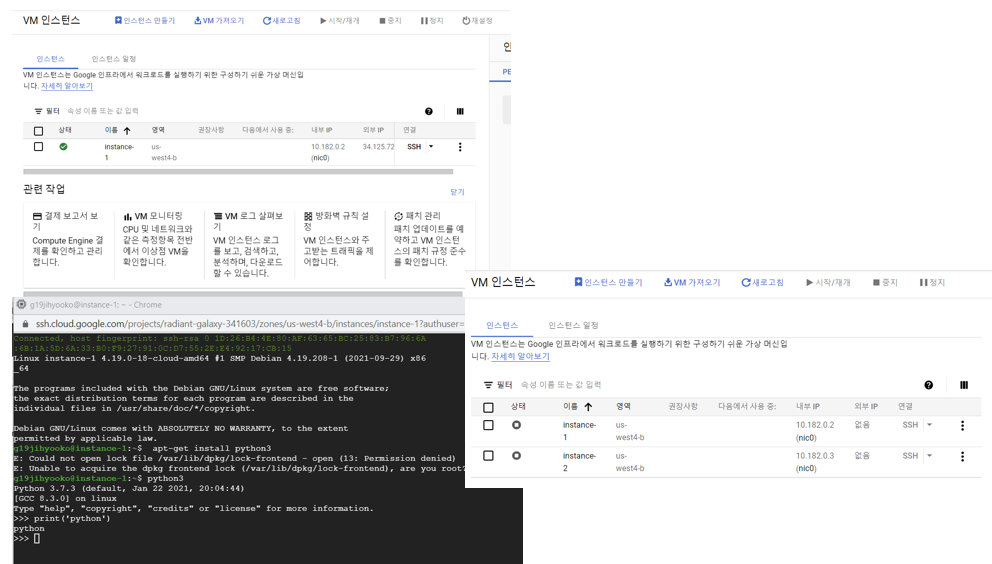 VM 인스턴스
인스턴스 만들기
VM 가져오기
새로고침
시작/재개
중지
정지
재설정
인스턴스
인스턴스 일정
VM 인스턴스는 Google 인프라에서 워크로드를 실행하기 위한 구성하기 쉬운 가상 머신입
니다. 자세히 알아보기
필터 속성 이름 또는 값 입력
상태 이름 영역 권장사항 다음에서 사용 중: 내부 IP 외부 IP 연결
instance- us- 10.182.0.2 34.125.72 SSH
1 west4-b (nic0)
관련 작업
닫기
결제 보고서 보
기
Compute Engine 결
제를 확인하고 관리
합니다.
VM 모니터링
CPU 및 네트워크와
같은 측정항목 전반
에서 이상점 VM을
확인합니다.
VM 로그 살펴보
기
VM 인스턴스 로그
를 보고, 검색하고,
분석하며, 다운로드
할 수 있습니다.
방화벽 규칙 설
정
VM 인스턴스와 주
고받는 트래픽을 제
어합니다.
패치 관리
패치 업데이트를 예
약하고 VM 인스턴
스의 패치 규정 준수
를 확인합니다.
인
PE
g19jihyooko@instance-1: ~ - Chrome
ssh.cloud.google.com/projects/radiant-galaxy-341603/zones/us-west4-b/instances/instance-1?authuser=
Connected, host fingerprint: ssh-rsa 0 1D:26:B4:4E:80:AF:63:65:BC:25:83:B7:96:6A
:6B:1A:5D:6A:33:B0:F9:27:91:0C:D7:55:2E:E4:92:17:CB:15
Linux instance-1 4.19.0-18-cloud-amd64 #1 SMP Debian 4.19.208-1 (2021-09-29) x86
_64
The programs included with the Debian GNU/Linux system are free software;
the exact distribution terms for each program are described in the
individual files in /usr/share/doc/*/copyright.
Debian GNU/Linux comes with ABSOLUTELY NO WARRANTY, to the extent
permitted by applicable law.
g19jihyooko@instance-1:~$  apt-get install python3
E: Could not open lock file /var/lib/dpkg/lock-frontend - open (13: Permission denied)
E: Unable to acquire the dpkg frontend lock (/var/lib/dpkg/lock-frontend), are you root?
g19jihyooko@instance-1:~$ python3
Python 3.7.3 (default, Jan 22 2021, 20:04:44)
[GCC 8.3.0] on linux
Type "help", "copyright", "credits" or "license" for more information.
>>> print('python')
python
>>>
VM 인스턴스
인스턴스 만들기
VM 가져오기
새로고침
시작/재개
중지
정지
인스턴스
인스턴스 일정
VM 인스턴스는 Google 인프라에서 워크로드를 실행하기 위한 구성하기 쉬운 가상 머신입
니다. 자세히 알아보기
필터 속성 이름 또는 값 입력
상태 이름 영역 권장사항 다음에서 사용 중: 내부 IP 외부 IP 연결
instance- us- 10.182.0.2 없음 SSH
1 west4-b (nic0)
instance- us- 10.182.0.3 없음 SSH
2 west4-b (nic0)